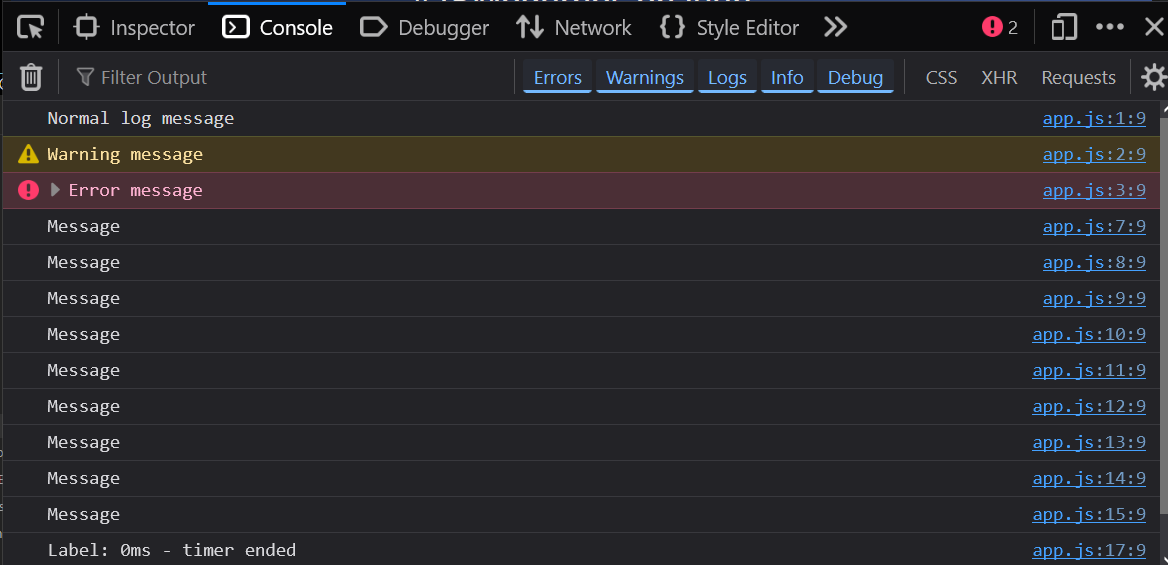 Inspector Console Debugger Network Style Editor 2
Filter Output Errors Warnings Logs Info Debug CSS XHR Requests
Normal log message app.js:1:9
Warning message app.js:2:9
Error message app.js:3:9
Message app.js:7:9
Message app.js:8:9
Message app.js:9:9
Message app.js:10:9
Message app.js:11:9
Message app.js:12:9
Message app.js:13:9
Message app.js:14:9
Message app.js:15:9
Label: 0ms - timer ended app.js:17:9